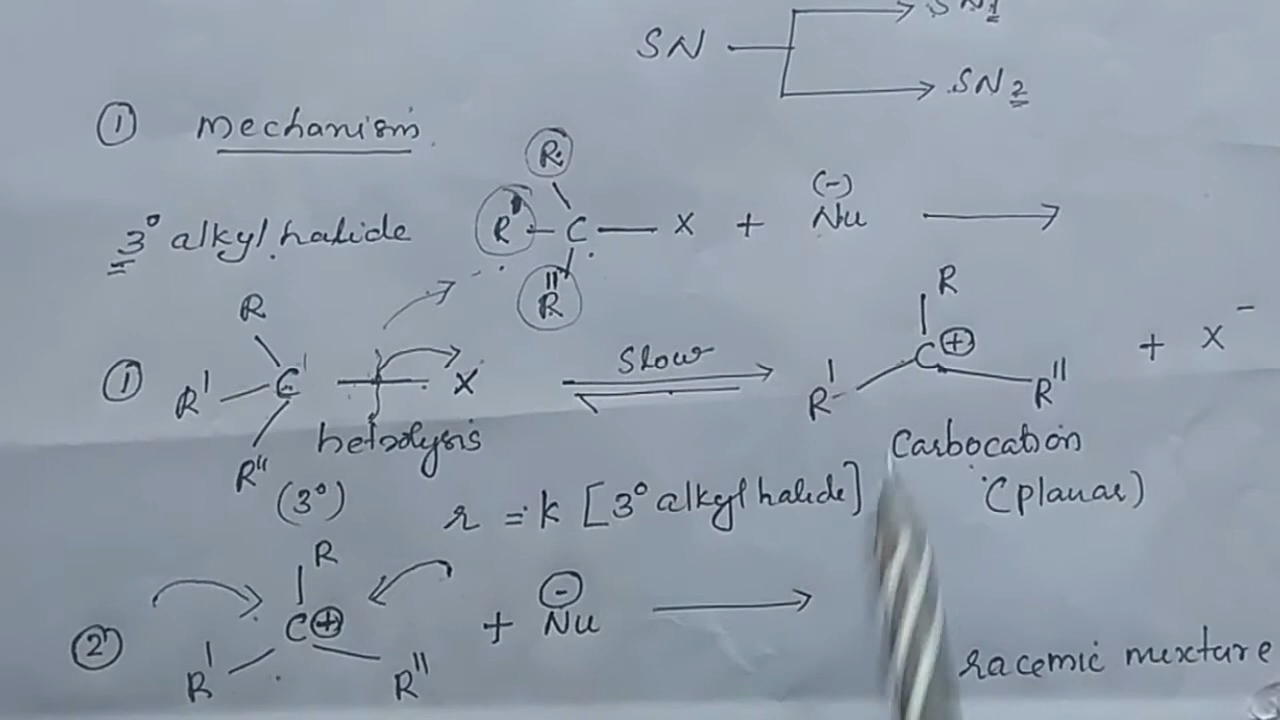 SN1
SN SN2
① Mechanism
3° alkyl halide R R' C X R'' + (-) Nu
① R R' C X R'' Slow R R' C⊕ R'' + X⁻
hetrolysis Carbocation
(3°) r = k [3° alkyl halide] (planar)
② R R' C⊕ R'' + ⊖ Nu
racemic mixture